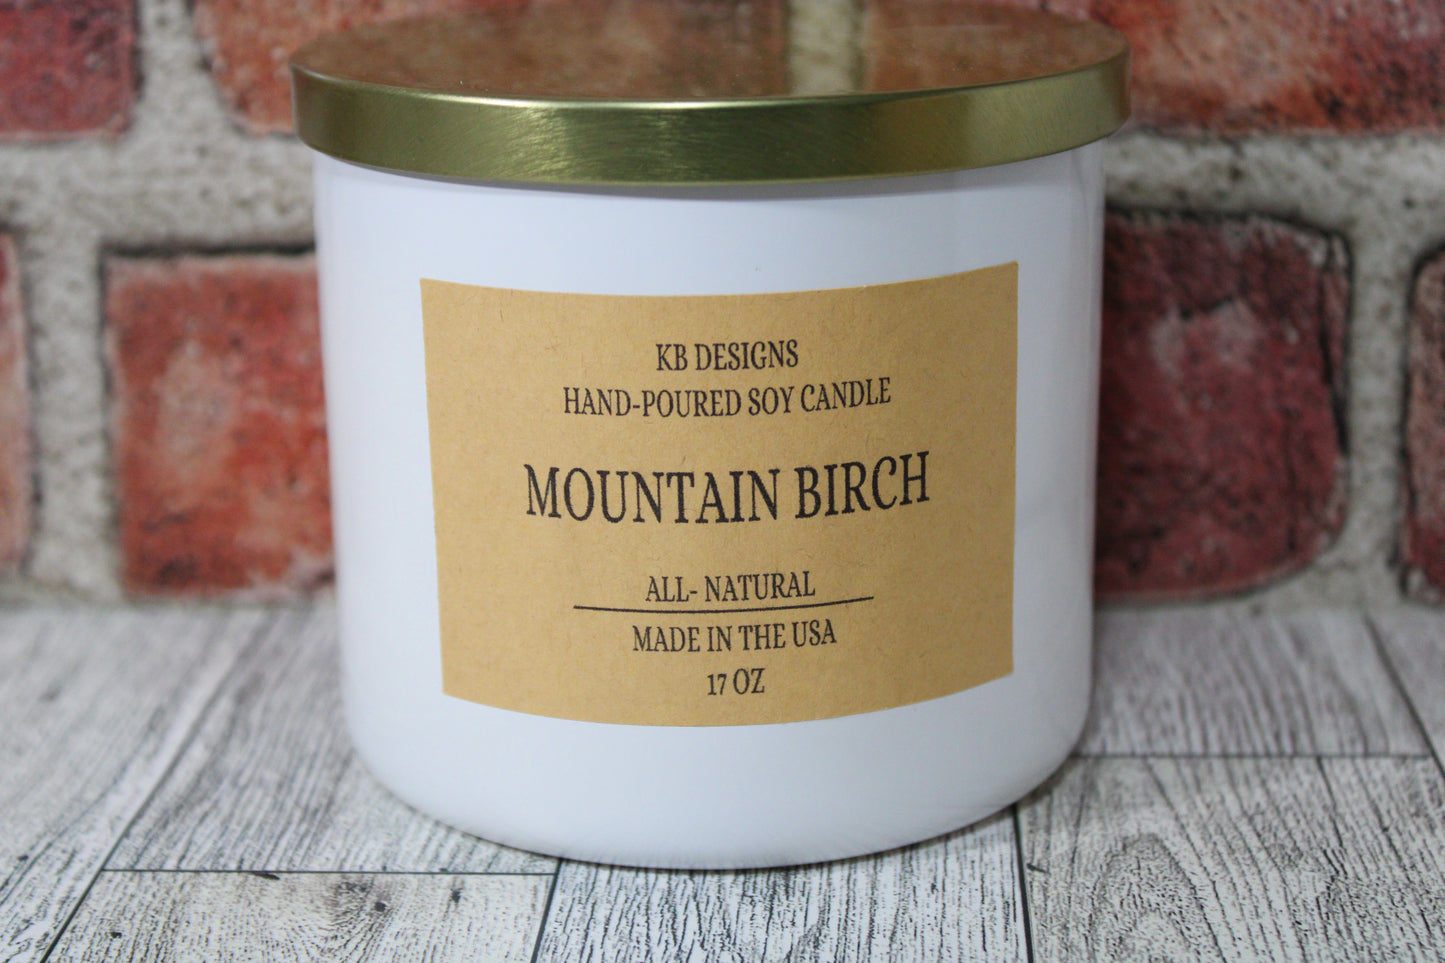 KB DESIGNS
HAND-POURED SOY CANDLE
MOUNTAIN BIRCH
ALL- NATURAL
MADE IN THE USA
17 OZ